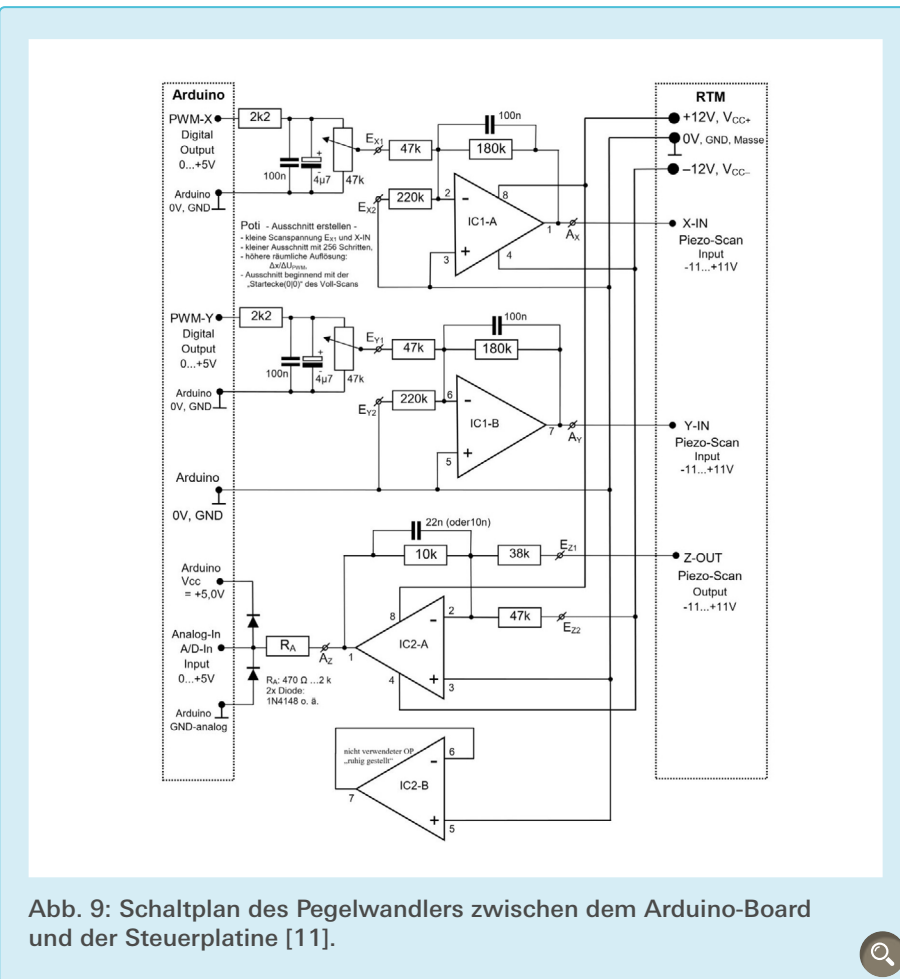 Arduino
PWM-X
Digital
Output
0...+5V
Arduino
0V, GND
2k2
100n
4µ7
+
-
47k
EX1
47k
100n
180k
EX2
220k
2
-
8
IC1-A
1
+
3
4
AX
Poti - Ausschnitt erstellen -
- kleine Scanspannung EX1 und X-IN
- kleiner Ausschnitt mit 256 Schritten,
- höhere räumliche Auflösung:
Δx/ΔUPWM,
- Ausschnitt beginnend mit der
„Startecke(0|0)" des Voll-Scans
RTM
+12V, VCC+
0V, GND, Masse
–12V, VCC–
X-IN
Piezo-Scan
Input
-11...+11V
PWM-Y
Digital
Output
0...+5V
Arduino
0V, GND
2k2
100n
4µ7
+
-
47k
EY1
47k
100n
180k
EY2
220k
6
-
IC1-B
7
+
5
AY
Y-IN
Piezo-Scan
Input
-11...+11V
Arduino
0V, GND
22n (oder10n)
10k
38k
EZ1
Z-OUT
Piezo-Scan
Output
-11...+11V
Arduino
Vcc
= +5,0V
Analog-In
A/D-In
Input
0...+5V
Arduino
GND-analog
RA
AZ
RA: 470 Ω ...2 k
2x Diode:
1N4148 o. ä.
8
2
-
47k
EZ2
IC2-A
1
4
+
3
nicht verwendeter OP
„ruhig gestellt"
6
-
IC2-B
7
+
5
Abb. 9: Schaltplan des Pegelwandlers zwischen dem Arduino-Board
und der Steuerplatine [11].